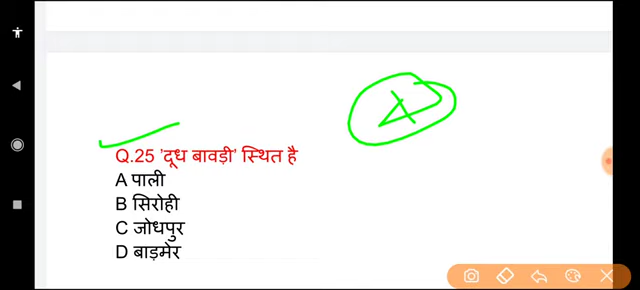 Q.25 'दूध बावड़ी' स्थित है
A पाली
B सिरोही
C जोधपुर
D बाड़मेर